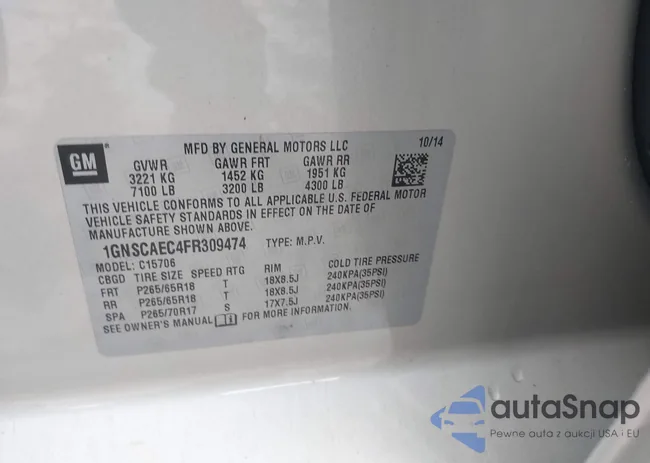 GM
MFD BY GENERAL MOTORS LLC 10/14
GVWR GAWR FRT GAWR RR
3221 KG 1452 KG 1951 KG
7100 LB 3200 LB 4300 LB
THIS VEHICLE CONFORMS TO ALL APPLICABLE U.S. FEDERAL MOTOR
VEHICLE SAFETY STANDARDS IN EFFECT ON THE DATE OF
MANUFACTURE SHOWN ABOVE.
1GNSCAEC4FR309474 TYPE: M.P.V.
MODEL: C15706
CBGD TIRE SIZE SPEED RTG RIM COLD TIRE PRESSURE
FRT P265/65R18 T 18X8.5J 240KPA(35PSI)
RR P265/65R18 T 18X8.5J 240KPA(35PSI)
SPA P265/70R17 S 17X7.5J 240KPA(35PSI)
SEE OWNER'S MANUAL i FOR MORE INFORMATION.
autaSnap
Pewne auta z aukcji USA i EU